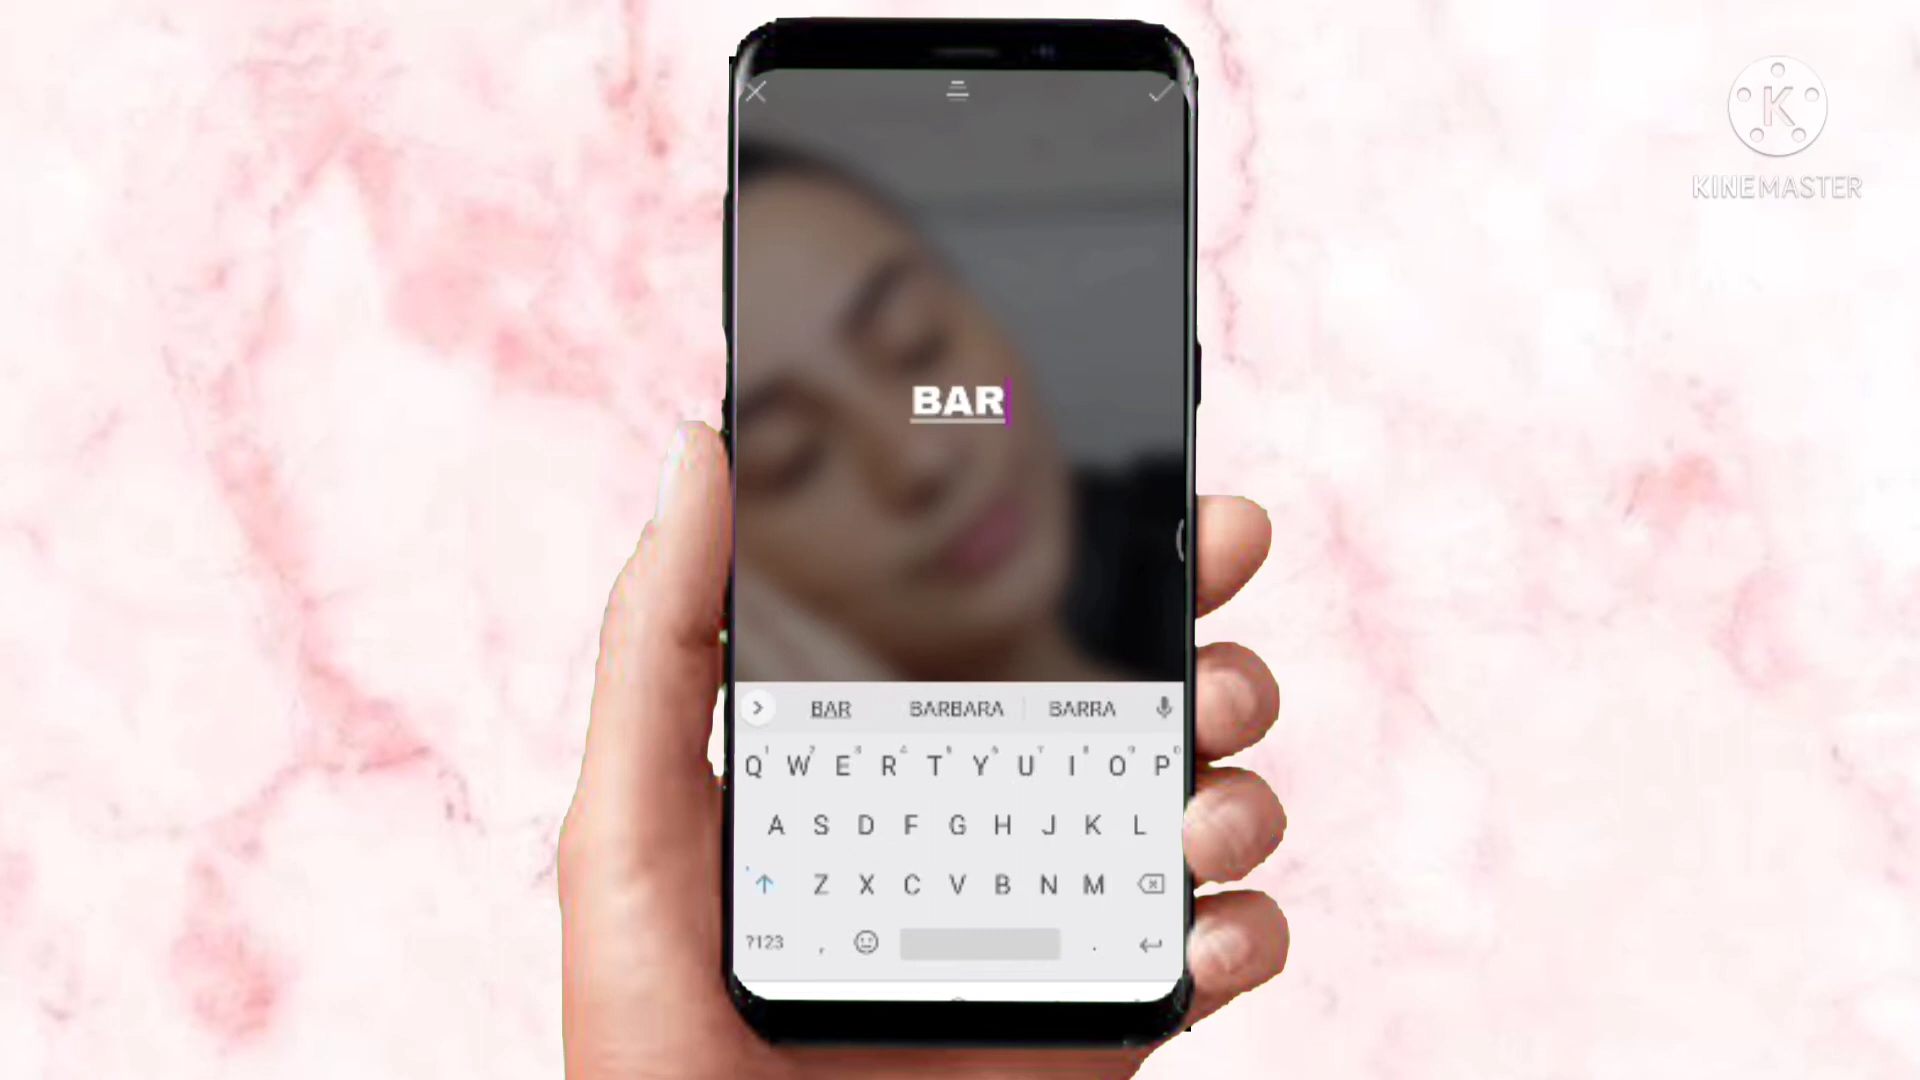 KINEMASTER
BAR
BAR BARBARA BARRA
Q W E R T Y U I O P
A S D F G H J K L
Z X C V B N M
?123 , .